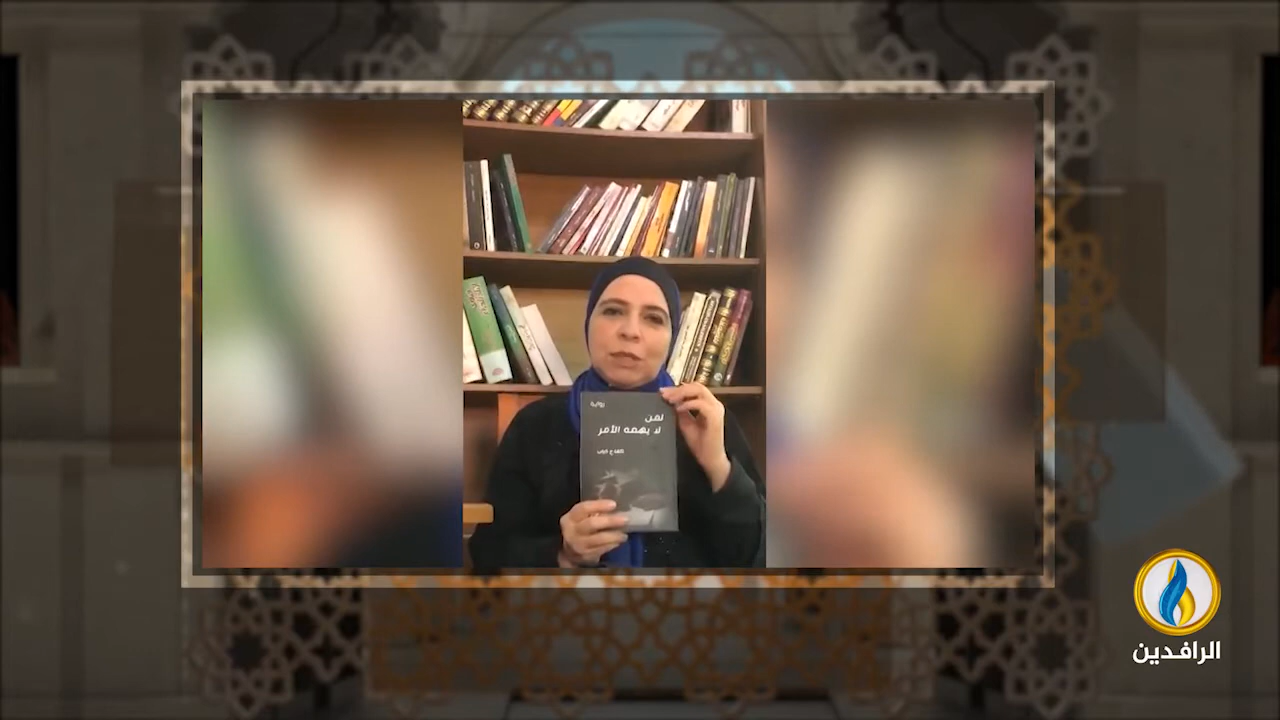 رواية
لمن
لا يهمه الأمر
الرافدين